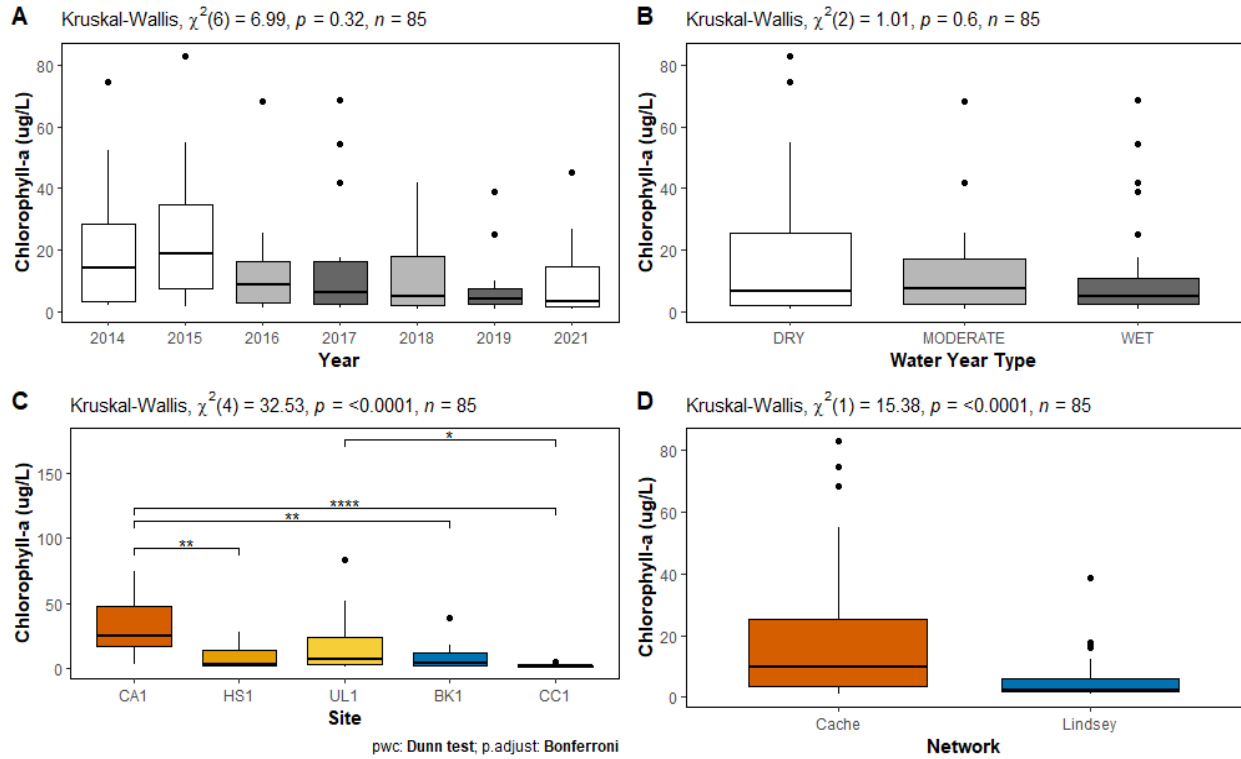 A
Kruskal-Wallis, χ²(6) = 6.99, p = 0.32, n = 85
Chlorophyll-a (ug/L)
80
60
40
20
0
2014 2015 2016 2017 2018 2019 2021
Year
B
Kruskal-Wallis, χ²(2) = 1.01, p = 0.6, n = 85
Chlorophyll-a (ug/L)
80
60
40
20
0
DRY MODERATE WET
Water Year Type
C
Kruskal-Wallis, χ²(4) = 32.53, p = <0.0001, n = 85
Chlorophyll-a (ug/L)
150
100
50
0
*
****
**
**
CA1 HS1 UL1 BK1 CC1
Site
pwc: Dunn test; p.adjust: Bonferroni
D
Kruskal-Wallis, χ²(1) = 15.38, p = <0.0001, n = 85
Chlorophyll-a (ug/L)
80
60
40
20
0
Cache Lindsey
Network